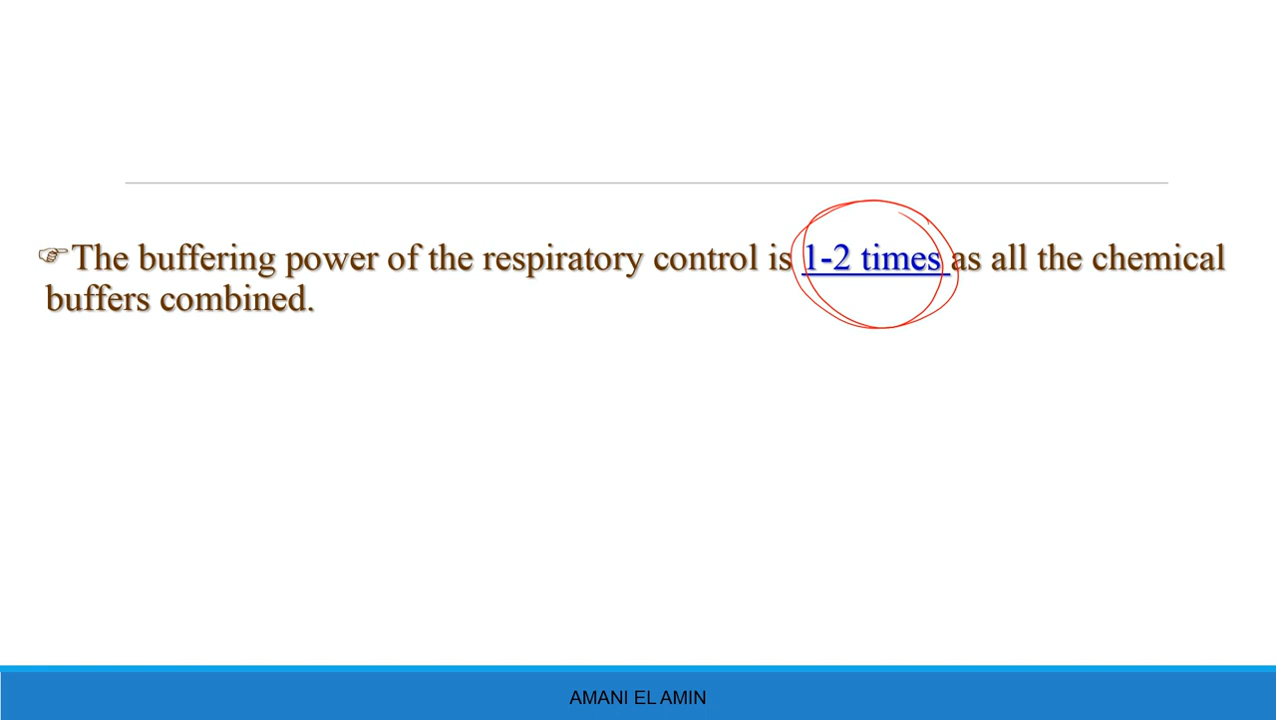 ☞The buffering power of the respiratory control is 1-2 times as all the chemical
buffers combined.
AMANI EL AMIN